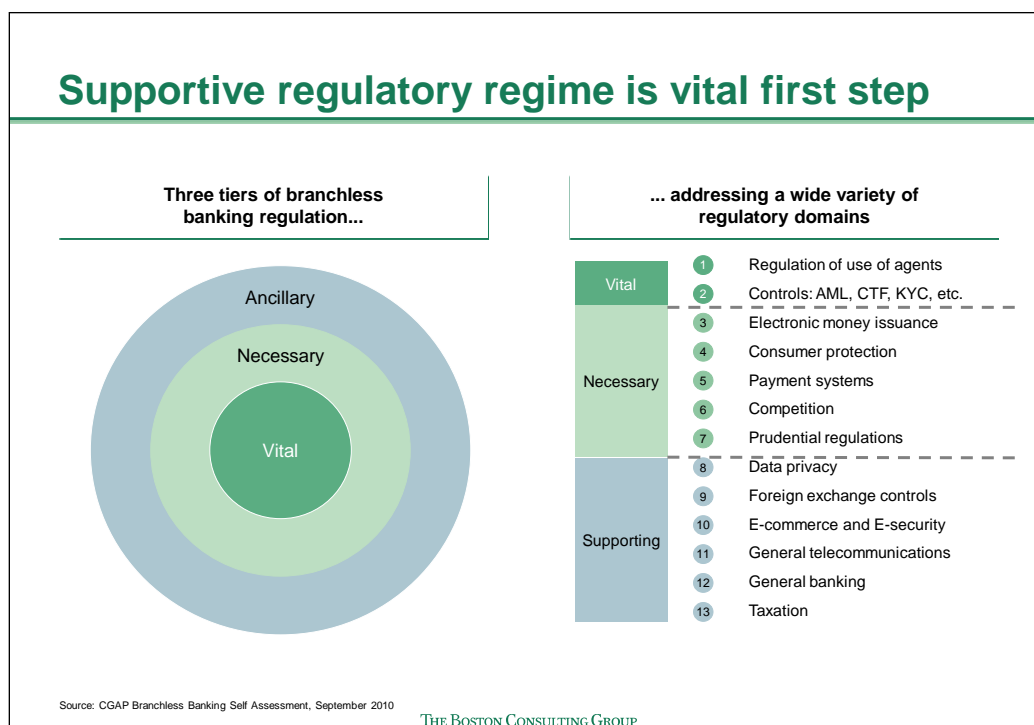 Supportive regulatory regime is vital first step
Three tiers of branchless
banking regulation...
Ancillary
Necessary
Vital
... addressing a wide variety of
regulatory domains
Vital
1 Regulation of use of agents
2 Controls: AML, CTF, KYC, etc.
Necessary
3 Electronic money issuance
4 Consumer protection
5 Payment systems
6 Competition
7 Prudential regulations
Supporting
8 Data privacy
9 Foreign exchange controls
10 E-commerce and E-security
11 General telecommunications
12 General banking
13 Taxation
Source: CGAP Branchless Banking Self Assessment, September 2010
THE BOSTON CONSULTING GROUP